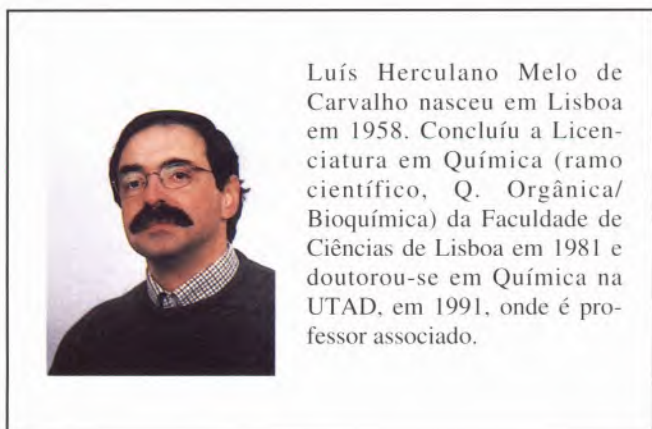 Luís Herculano Melo de
Carvalho nasceu em Lisboa
em 1958. Concluíu a Licen-
ciatura em Química (ramo
científico, Q. Orgânica/
Bioquímica) da Faculdade de
Ciências de Lisboa em 1981 e
doutorou-se em Química na
UTAD, em 1991, onde é pro-
fessor associado.